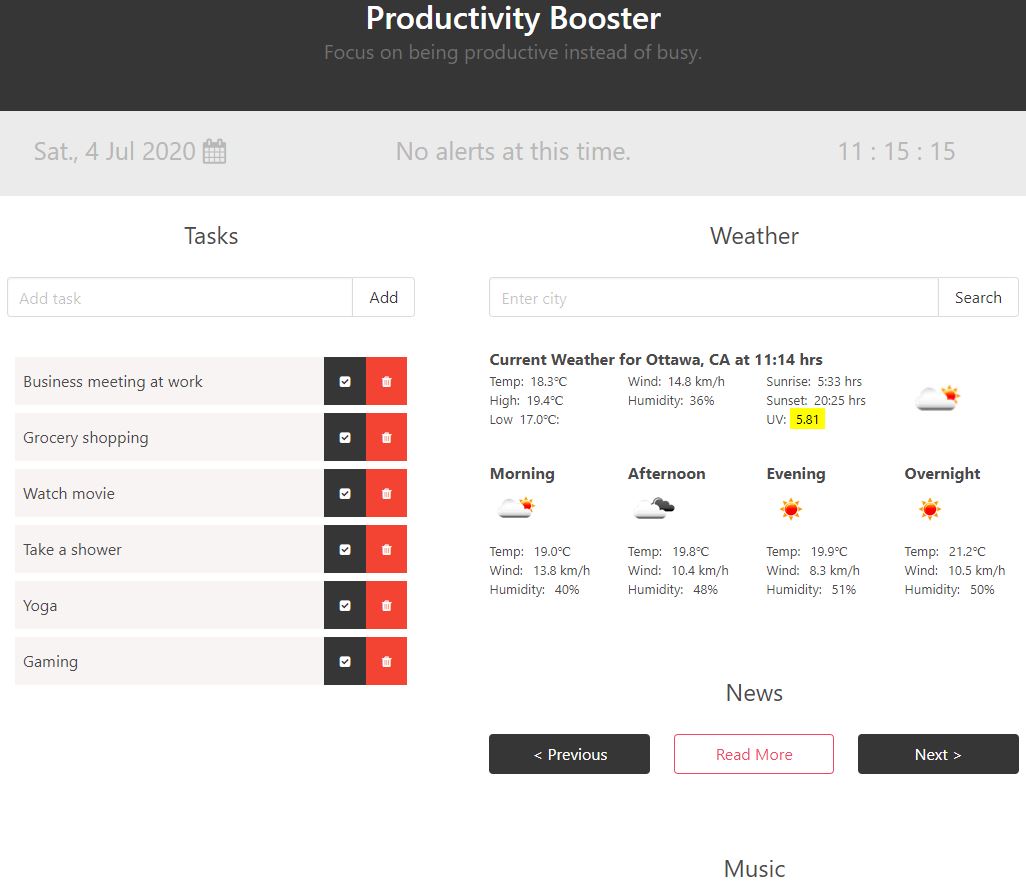 Productivity Booster
Focus on being productive instead of busy.
Sat., 4 Jul 2020
No alerts at this time.
11 : 15 : 15
Tasks
Add task
Add
Business meeting at work
Grocery shopping
Watch movie
Take a shower
Yoga
Gaming
Weather
Enter city
Search
Current Weather for Ottawa, CA at 11:14 hrs
Temp: 18.3°C
High: 19.4°C
Low 17.0°C:
Wind: 14.8 km/h
Humidity: 36%
Sunrise: 5:33 hrs
Sunset: 20:25 hrs
UV: 5.81
Morning
Temp: 19.0°C
Wind: 13.8 km/h
Humidity: 40%
Afternoon
Temp: 19.8°C
Wind: 10.4 km/h
Humidity: 48%
Evening
Temp: 19.9°C
Wind: 8.3 km/h
Humidity: 51%
Overnight
Temp: 21.2°C
Wind: 10.5 km/h
Humidity: 50%
News
< Previous
Read More
Next >
Music